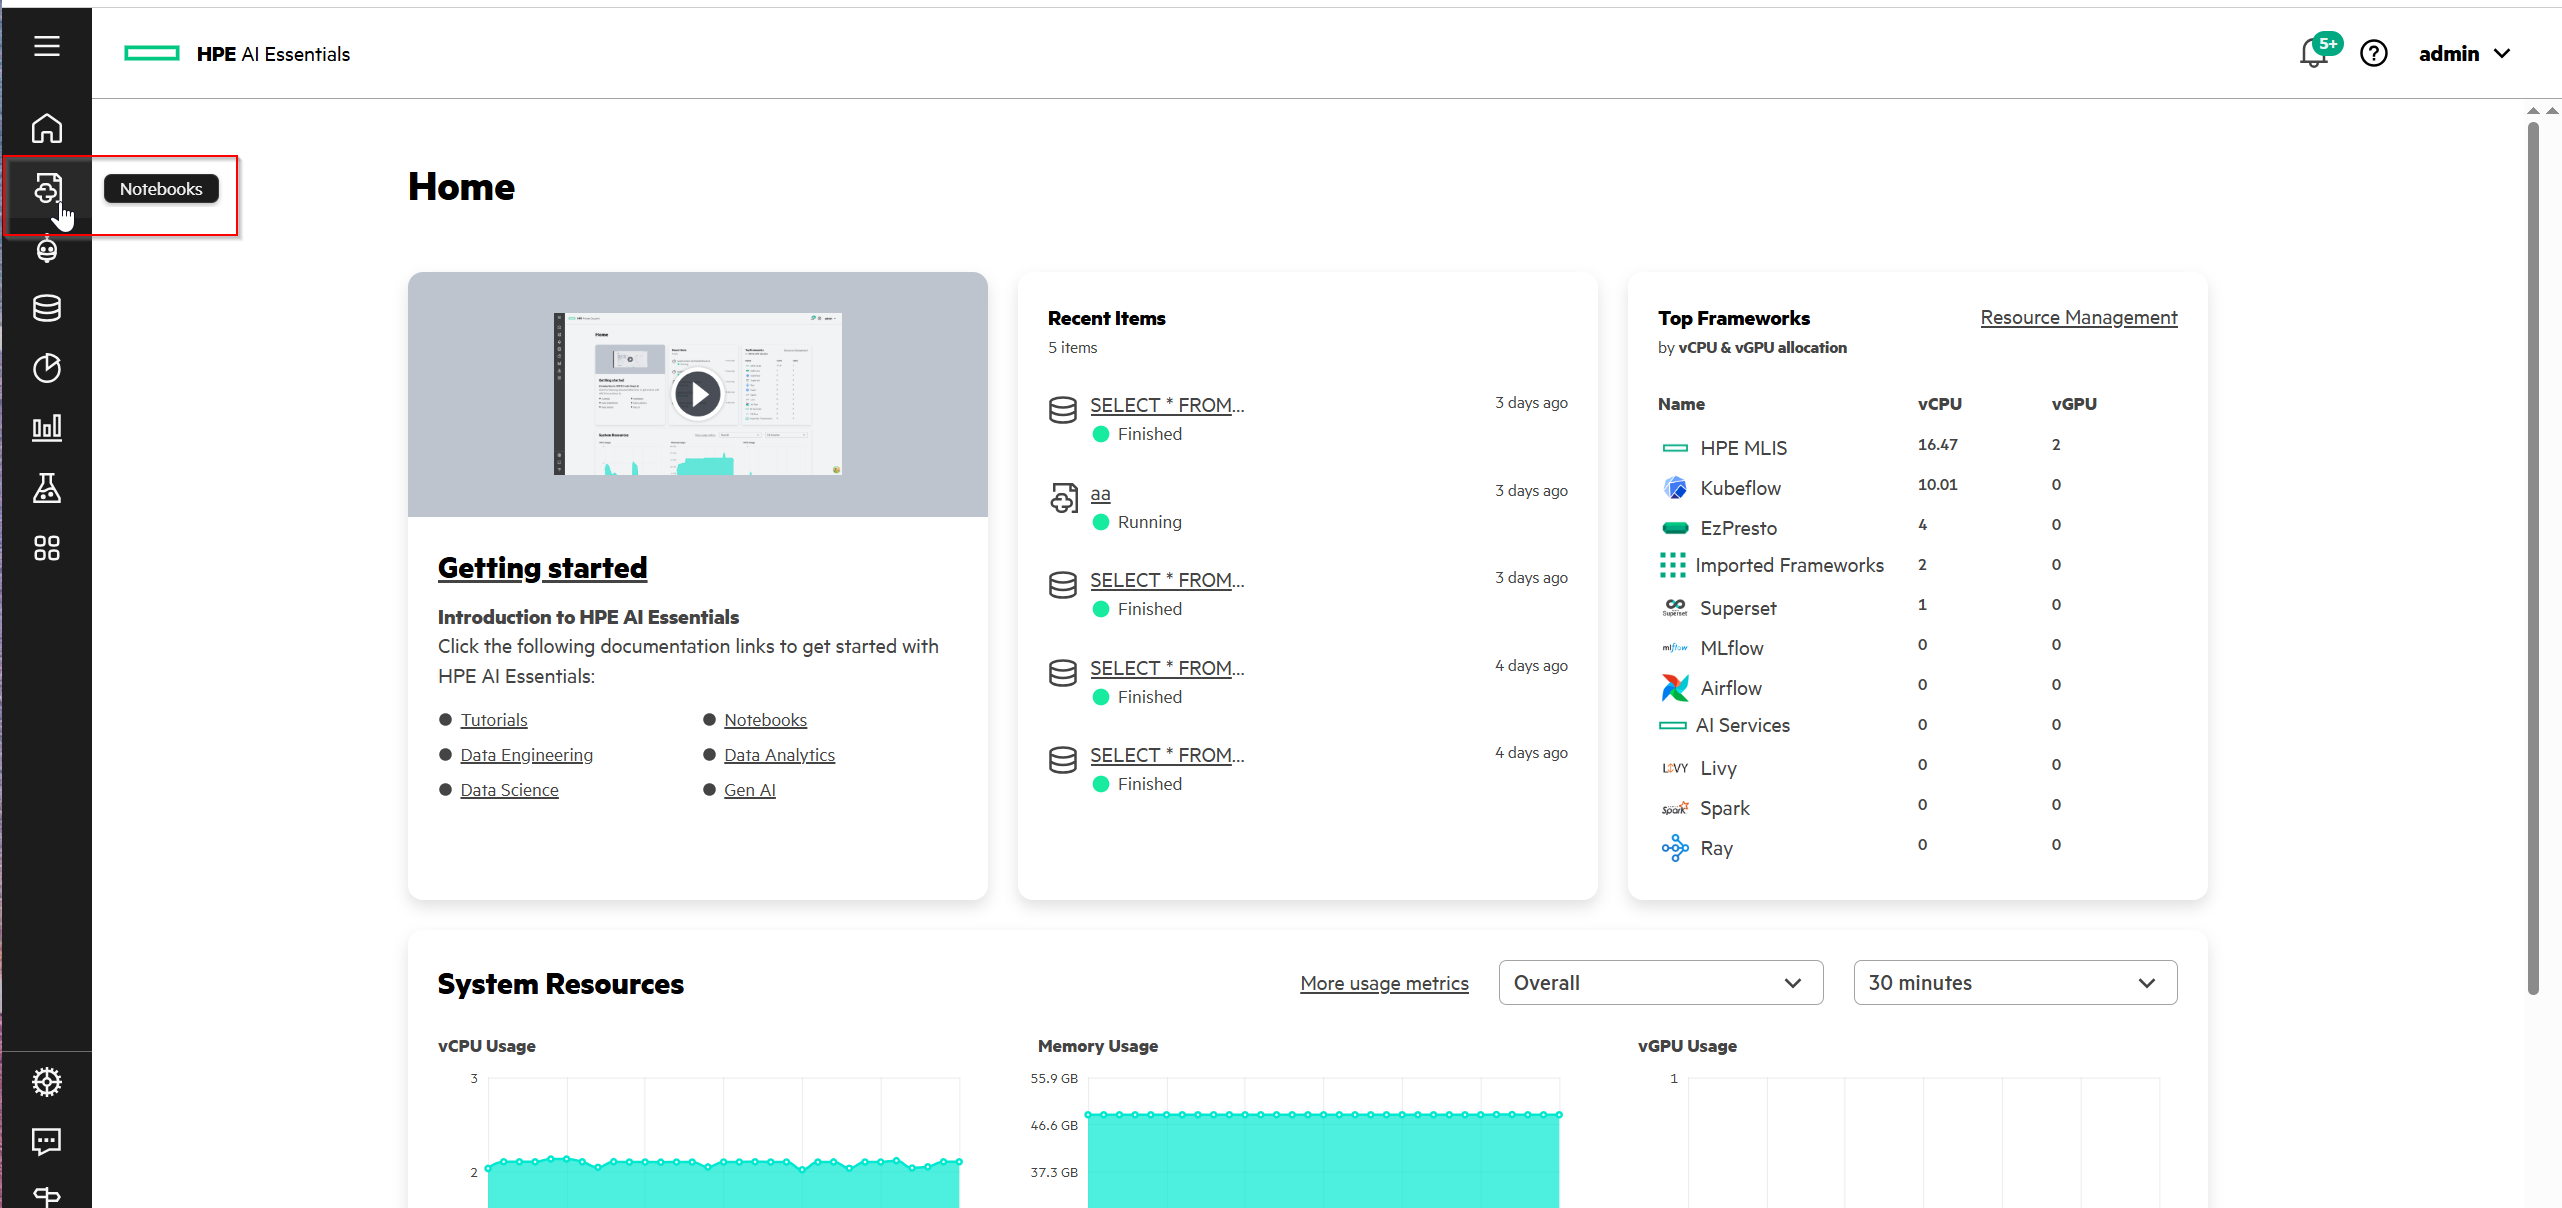 HPE AI Essentials
5+
admin
Notebooks
Home
Getting started
Introduction to HPE AI Essentials
Click the following documentation links to get started with
HPE AI Essentials:
Tutorials
Notebooks
Data Engineering
Data Analytics
Data Science
Gen AI
Recent Items
5 items
SELECT * FROM...
3 days ago
Finished
aa
3 days ago
Running
SELECT * FROM...
3 days ago
Finished
SELECT * FROM...
4 days ago
Finished
SELECT * FROM...
4 days ago
Finished
Top Frameworks
Resource Management
by vCPU & vGPU allocation
Name vCPU vGPU
HPE MLIS 16.47 2
Kubeflow 10.01 0
EzPresto 4 0
Imported Frameworks 2 0
Superset Superset 1 0
mlflow MLflow 0 0
Airflow 0 0
AI Services 0 0
LIVY Livy 0 0
Spark Spark 0 0
Ray 0 0
System Resources
More usage metrics
Overall
30 minutes
vCPU Usage
3
2
Memory Usage
55.9 GB
46.6 GB
37.3 GB
vGPU Usage
1